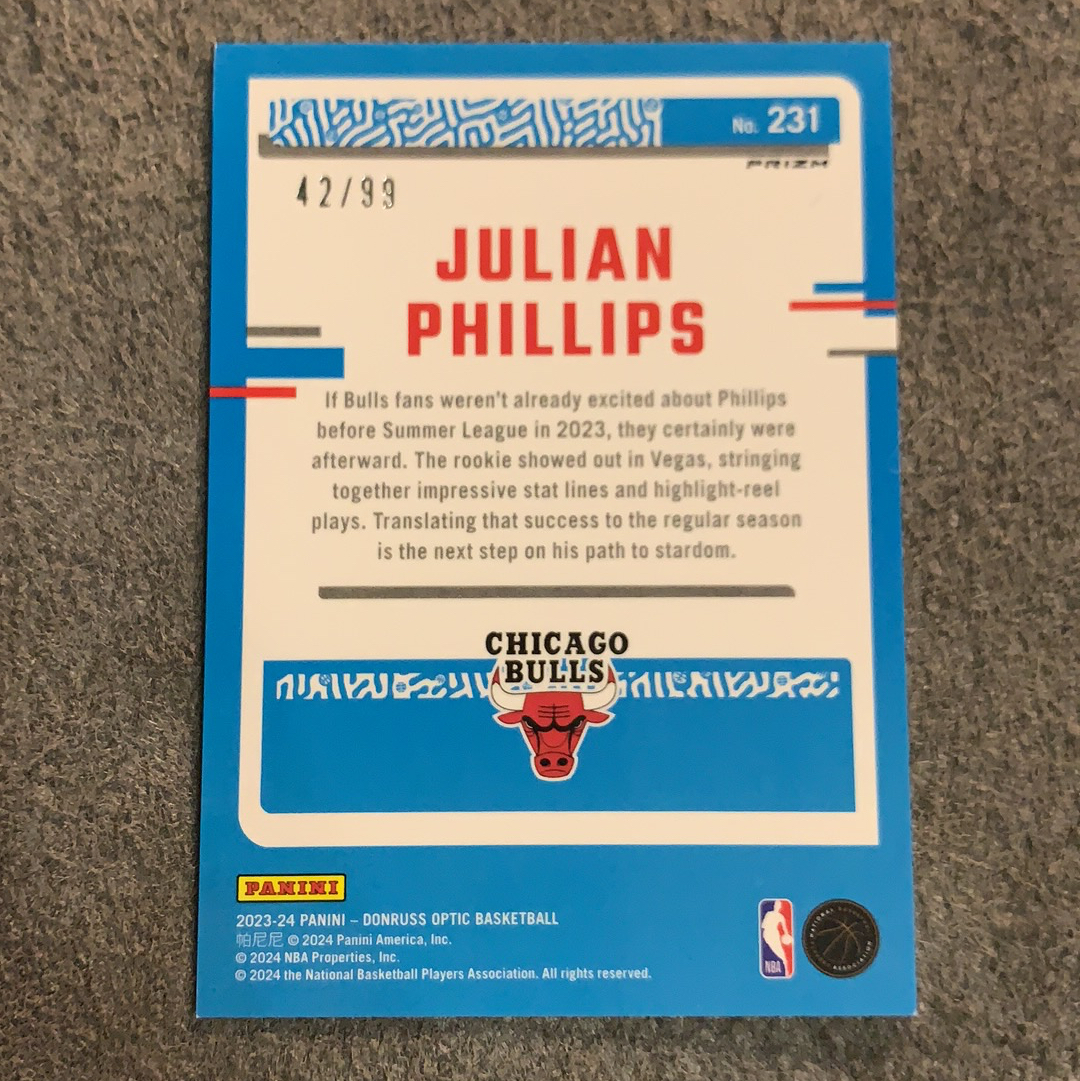 No. 231
PRIZM
42/99
JULIAN
PHILLIPS
If Bulls fans weren't already excited about Phillips
before Summer League in 2023, they certainly were
afterward. The rookie showed out in Vegas, stringing
together impressive stat lines and highlight-reel
plays. Translating that success to the regular season
is the next step on his path to stardom.
CHICAGO
BULLS
PANINI
2023-24 PANINI – DONRUSS OPTIC BASKETBALL
帕尼尼 © 2024 Panini America, Inc.
© 2024 NBA Properties, Inc.
© 2024 the National Basketball Players Association. All rights reserved.
NBA
NATIONAL BASKETBALL
ASSOCIATION